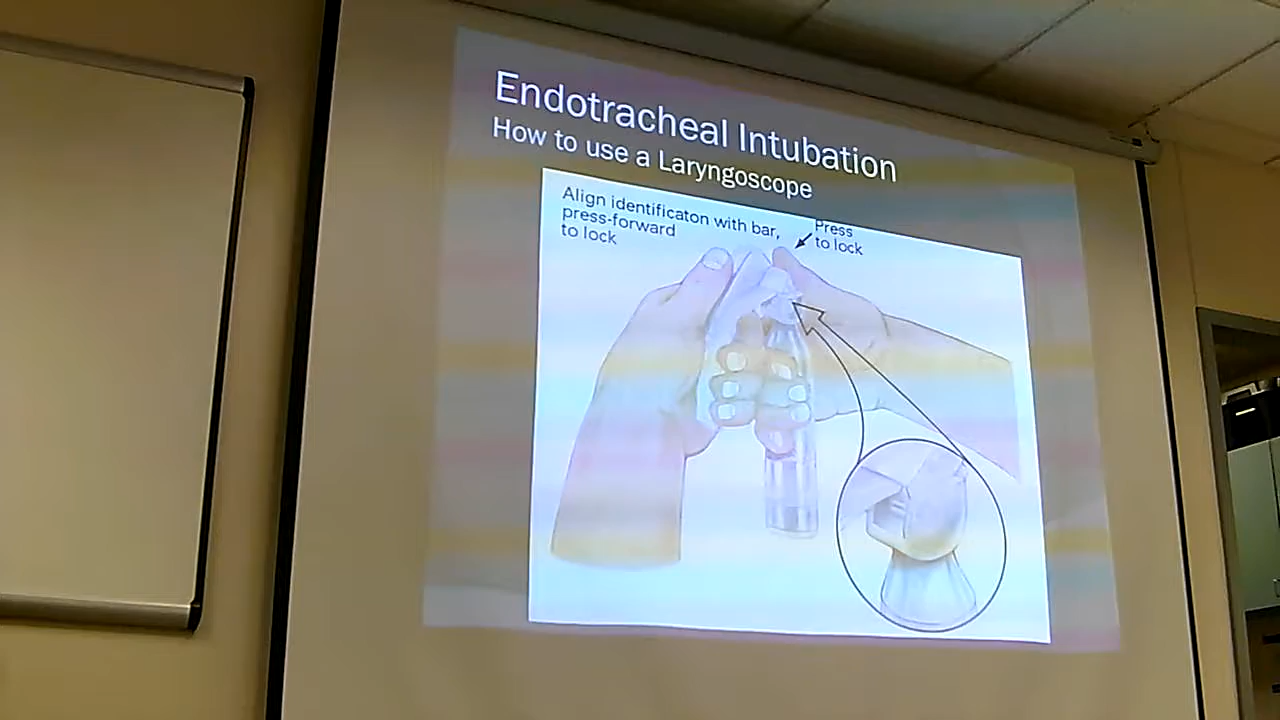 Endotracheal Intubation
How to use a Laryngoscope
Align identificaton with bar,
press-forward
to lock
Press
to lock